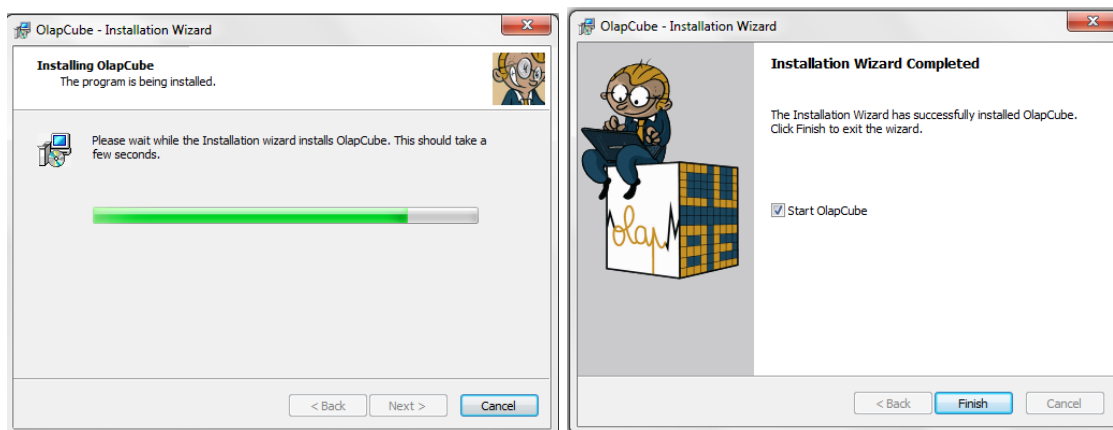 OlapCube - Installation Wizard
Installing OlapCube
The program is being installed.
Please wait while the Installation wizard installs OlapCube. This should take a
few seconds.
< Back
Next >
Cancel
OlapCube - Installation Wizard
Installation Wizard Completed
The Installation Wizard has successfully installed OlapCube.
Click Finish to exit the wizard.
Start OlapCube
olap
< Back
Finish
Cancel